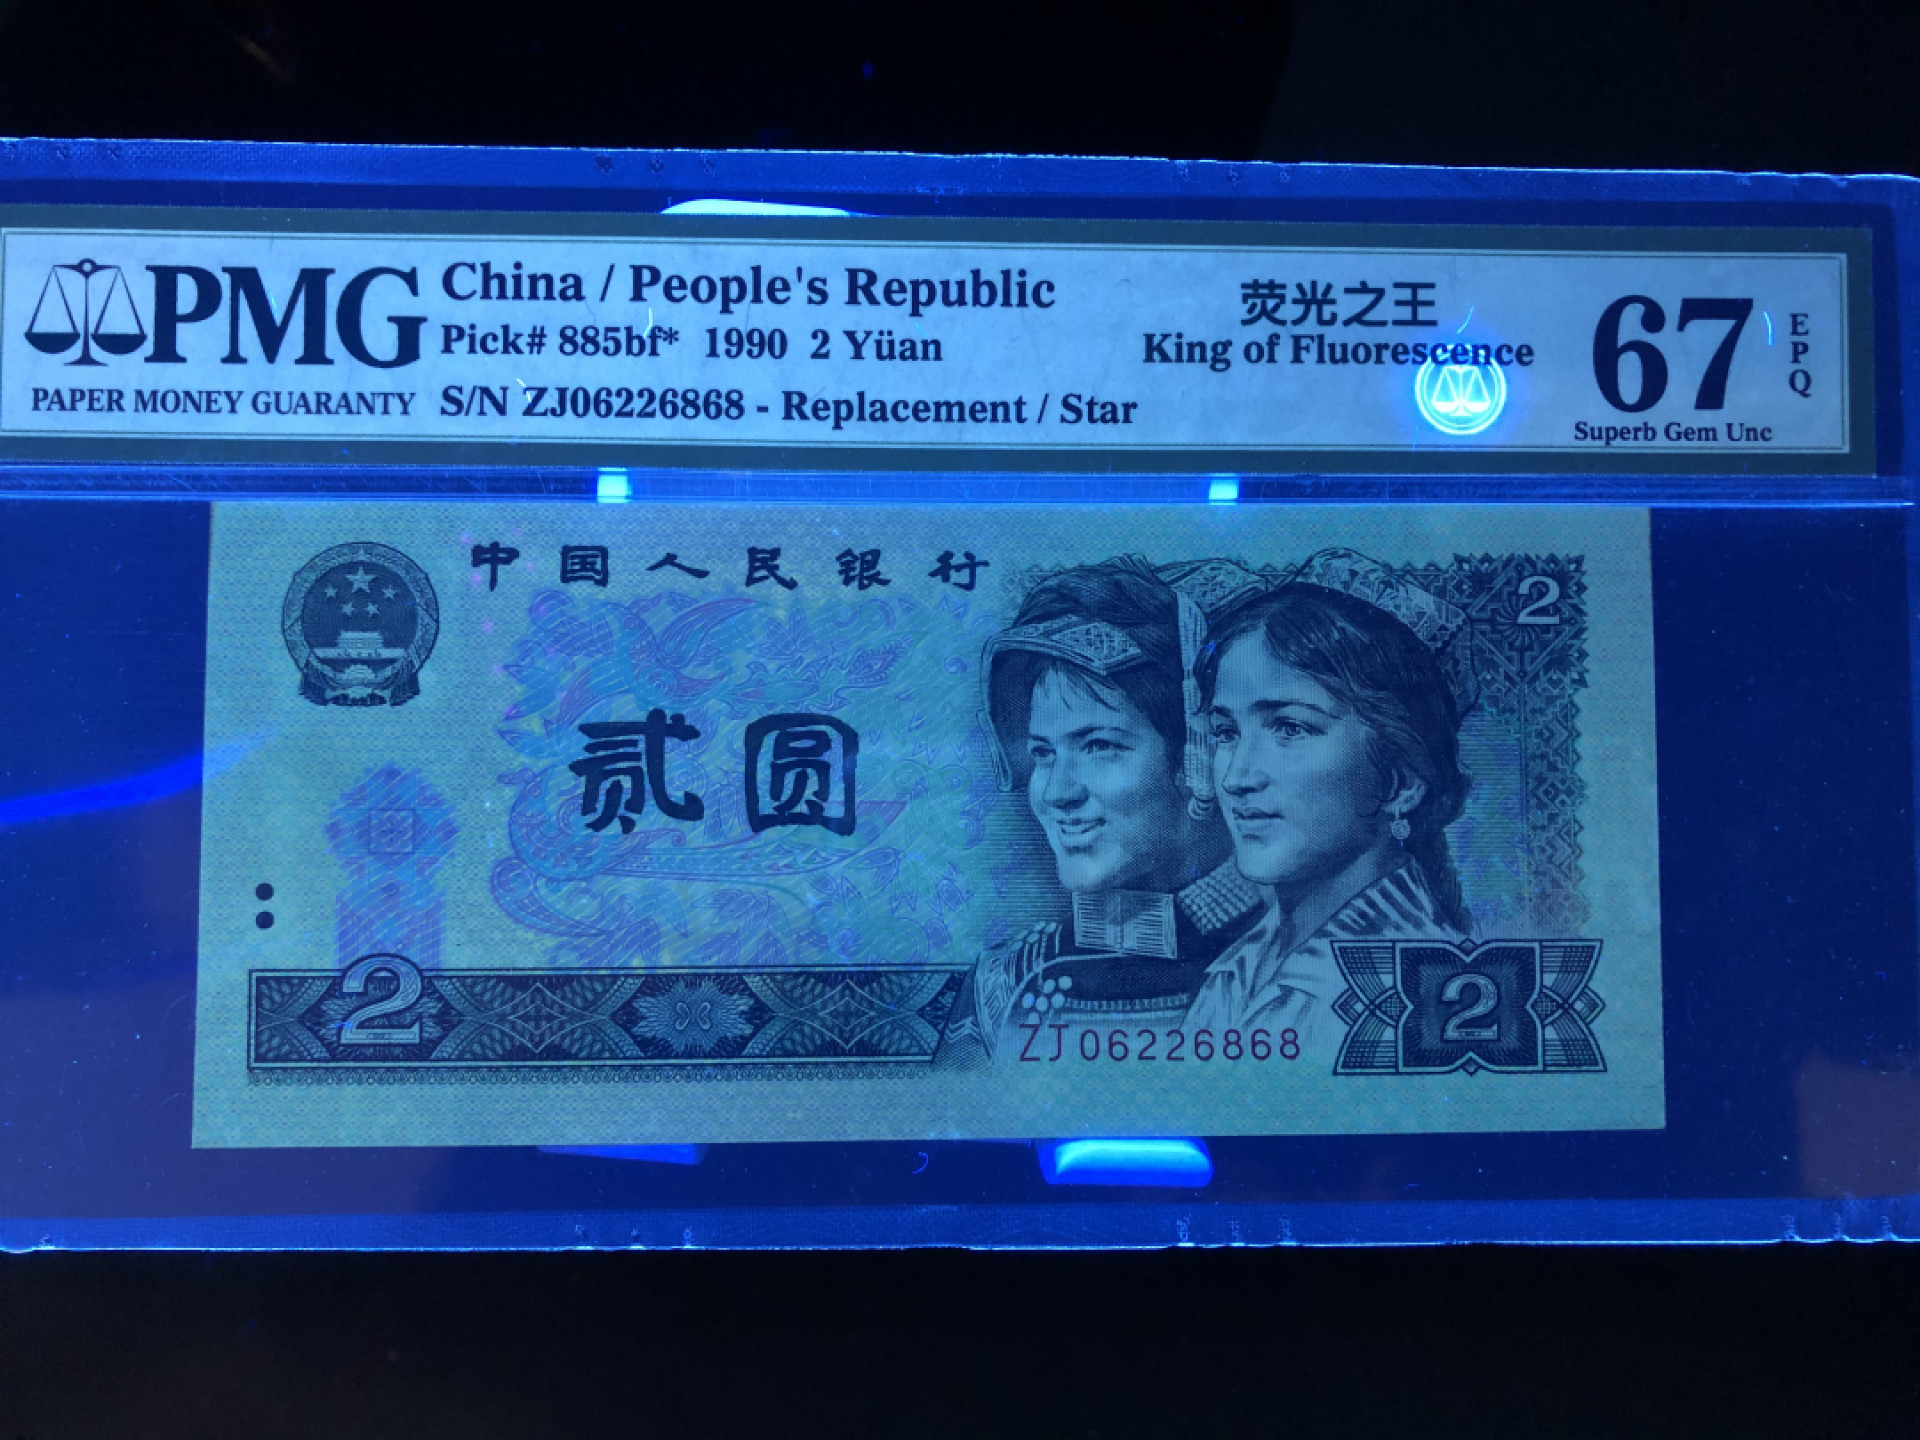 PMG
PAPER MONEY GUARANTY
China / People's Republic
Pick# 885bf* 1990 2 Yüan
S/N ZJ06226868 - Replacement / Star
荧光之王
King of Fluorescence
67
EPQ
Superb Gem Unc
中国人民银行
2
贰圆
2
ZJ06226868
2